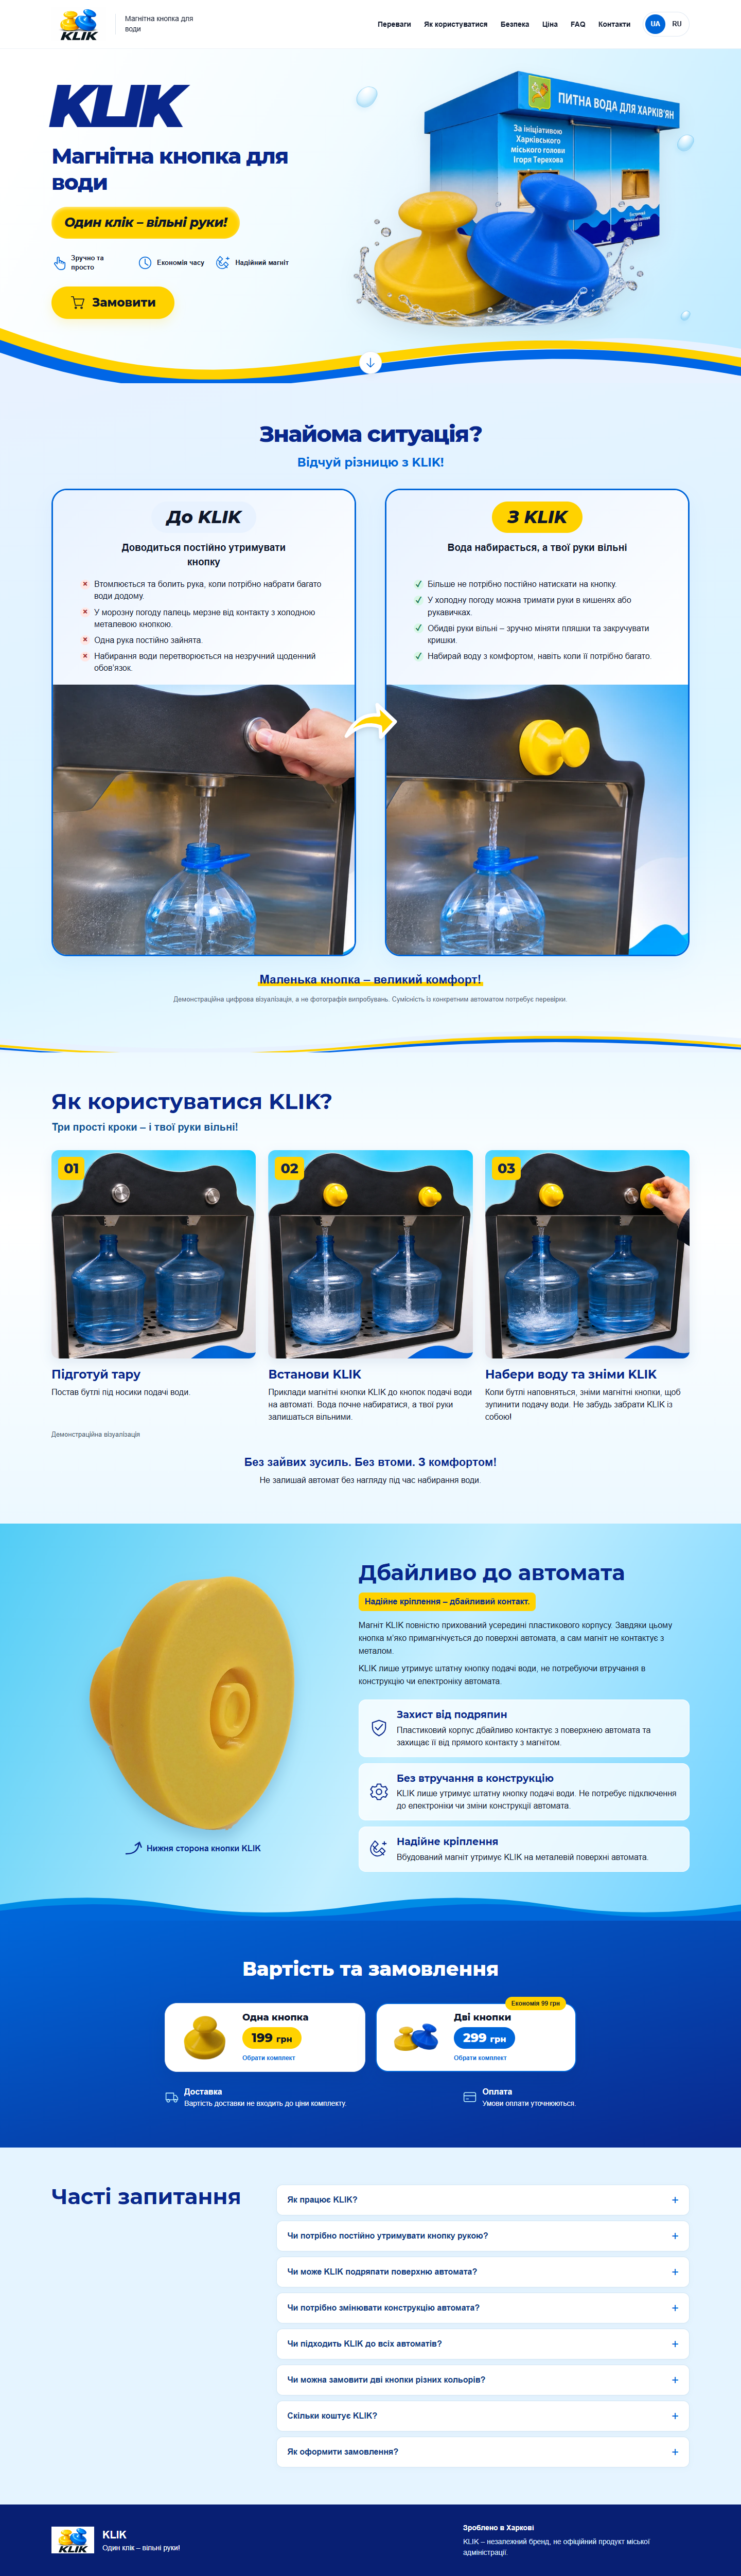 KLIK
Магнітна кнопка для
води
Переваги
Як користуватися
Безпека
Ціна
FAQ
Контакти
UA
RU
KLIK
Магнітна кнопка для
води
Один клік – вільні руки!
Зручно та
просто
Економія часу
Надійний магніт
Замовити
ПИТНА ВОДА ДЛЯ ХАРКІВ'ЯН
За ініціативою
Харківського
міського голови
Ігоря Терехова
Знайома ситуація?
Відчуй різницю з KLIK!
До KLIK
Доводиться постійно утримувати
кнопку
Втомлюється та болить рука, коли потрібно набрати багато
води додому.
У морозну погоду палець мерзне від контакту з холодною
металевою кнопкою.
Одна рука постійно зайнята.
Набирання води перетворюється на незручний щоденний
обов'язок.
З KLIK
Вода набирається, а твої руки вільні
Більше не потрібно постійно натискати на кнопку.
У холодну погоду можна тримати руки в кишенях або
рукавичках.
Обидві руки вільні – зручно міняти пляшки та закручувати
кришки.
Набирай воду з комфортом, навіть коли її потрібно багато.
Маленька кнопка – великий комфорт!
Демонстраційна цифрова візуалізація, а не фотографія випробувань. Сумісність із конкретним автоматом потребує перевірки.
Як користуватися KLIK?
Три прості кроки – і твої руки вільні!
01
02
03
Підготуй тару
Постав бутлі під носики подачі води.
Встанови KLIK
Приклади магнітні кнопки KLIK до кнопок подачі води
на автоматі. Вода почне набиратися, а твої руки
залишаться вільними.
Набери воду та зніми KLIK
Коли бутлі наповняться, зніми магнітні кнопки, щоб
зупинити подачу води. Не забудь забрати KLIK із
собою!
Демонстраційна візуалізація
Без зайвих зусиль. Без втоми. З комфортом!
Не залишай автомат без нагляду під час набирання води.
Дбайливо до автомата
Надійне кріплення – дбайливий контакт.
Магніт KLIK повністю прихований усередині пластикового корпусу. Завдяки цьому
кнопка м'яко примагнічується до поверхні автомата, а сам магніт не контактує з
металом.
KLIK лише утримує штатну кнопку подачі води, не потребуючи втручання в
конструкцію чи електроніку автомата.
Захист від подряпин
Пластиковий корпус дбайливо контактує з поверхнею автомата та
захищає її від прямого контакту з магнітом.
Без втручання в конструкцію
KLIK лише утримує штатну кнопку подачі води. Не потребує підключення
до електроніки чи зміни конструкції автомата.
Надійне кріплення
Вбудований магніт утримує KLIK на металевій поверхні автомата.
Нижня сторона кнопки KLIK
Вартість та замовлення
Одна кнопка
199 грн
Обрати комплект
Економія 99 грн
Дві кнопки
299 грн
Обрати комплект
Доставка
Вартість доставки не входить до ціни комплекту.
Оплата
Умови оплати уточнюються.
Часті запитання
Як працює KLIK?
Чи потрібно постійно утримувати кнопку рукою?
Чи може KLIK подряпати поверхню автомата?
Чи потрібно змінювати конструкцію автомата?
Чи підходить KLIK до всіх автоматів?
Чи можна замовити дві кнопки різних кольорів?
Скільки коштує KLIK?
Як оформити замовлення?
KLIK
KLIK
Один клік – вільні руки!
Зроблено в Харкові
KLIK – незалежний бренд, не офіційний продукт міської
адміністрації.